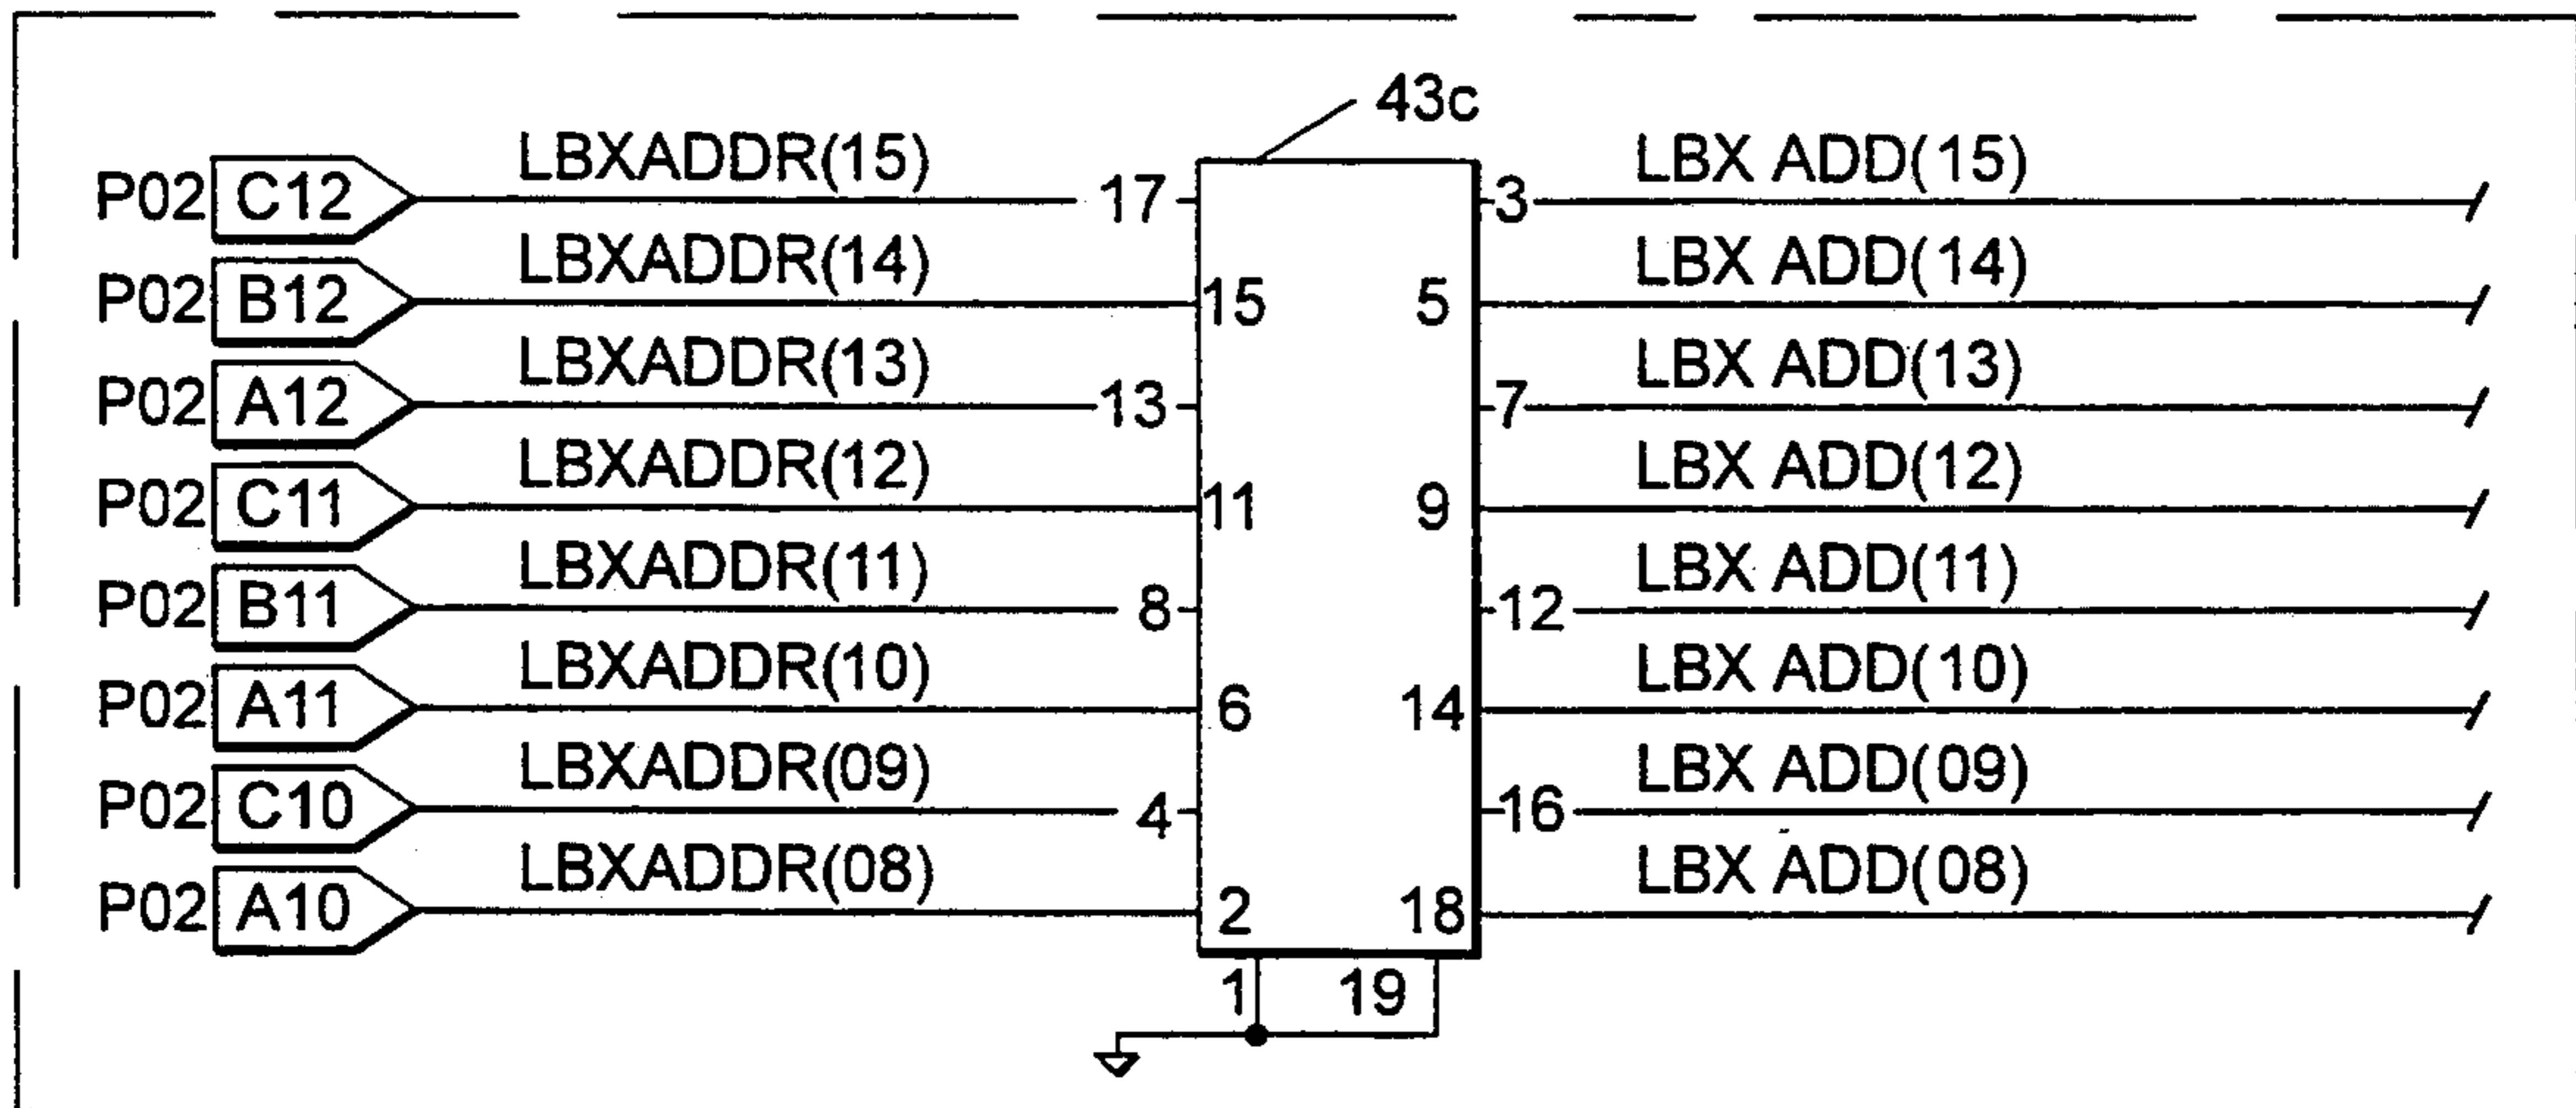 43c
P02 C12 LBXADDR(15) 17 3 LBX ADD(15)
P02 B12 LBXADDR(14) 15 5 LBX ADD(14)
P02 A12 LBXADDR(13) 13 7 LBX ADD(13)
P02 C11 LBXADDR(12) 11 9 LBX ADD(12)
P02 B11 LBXADDR(11) 8 12 LBX ADD(11)
P02 A11 LBXADDR(10) 6 14 LBX ADD(10)
P02 C10 LBXADDR(09) 4 16 LBX ADD(09)
P02 A10 LBXADDR(08) 2 18 LBX ADD(08)
1 19